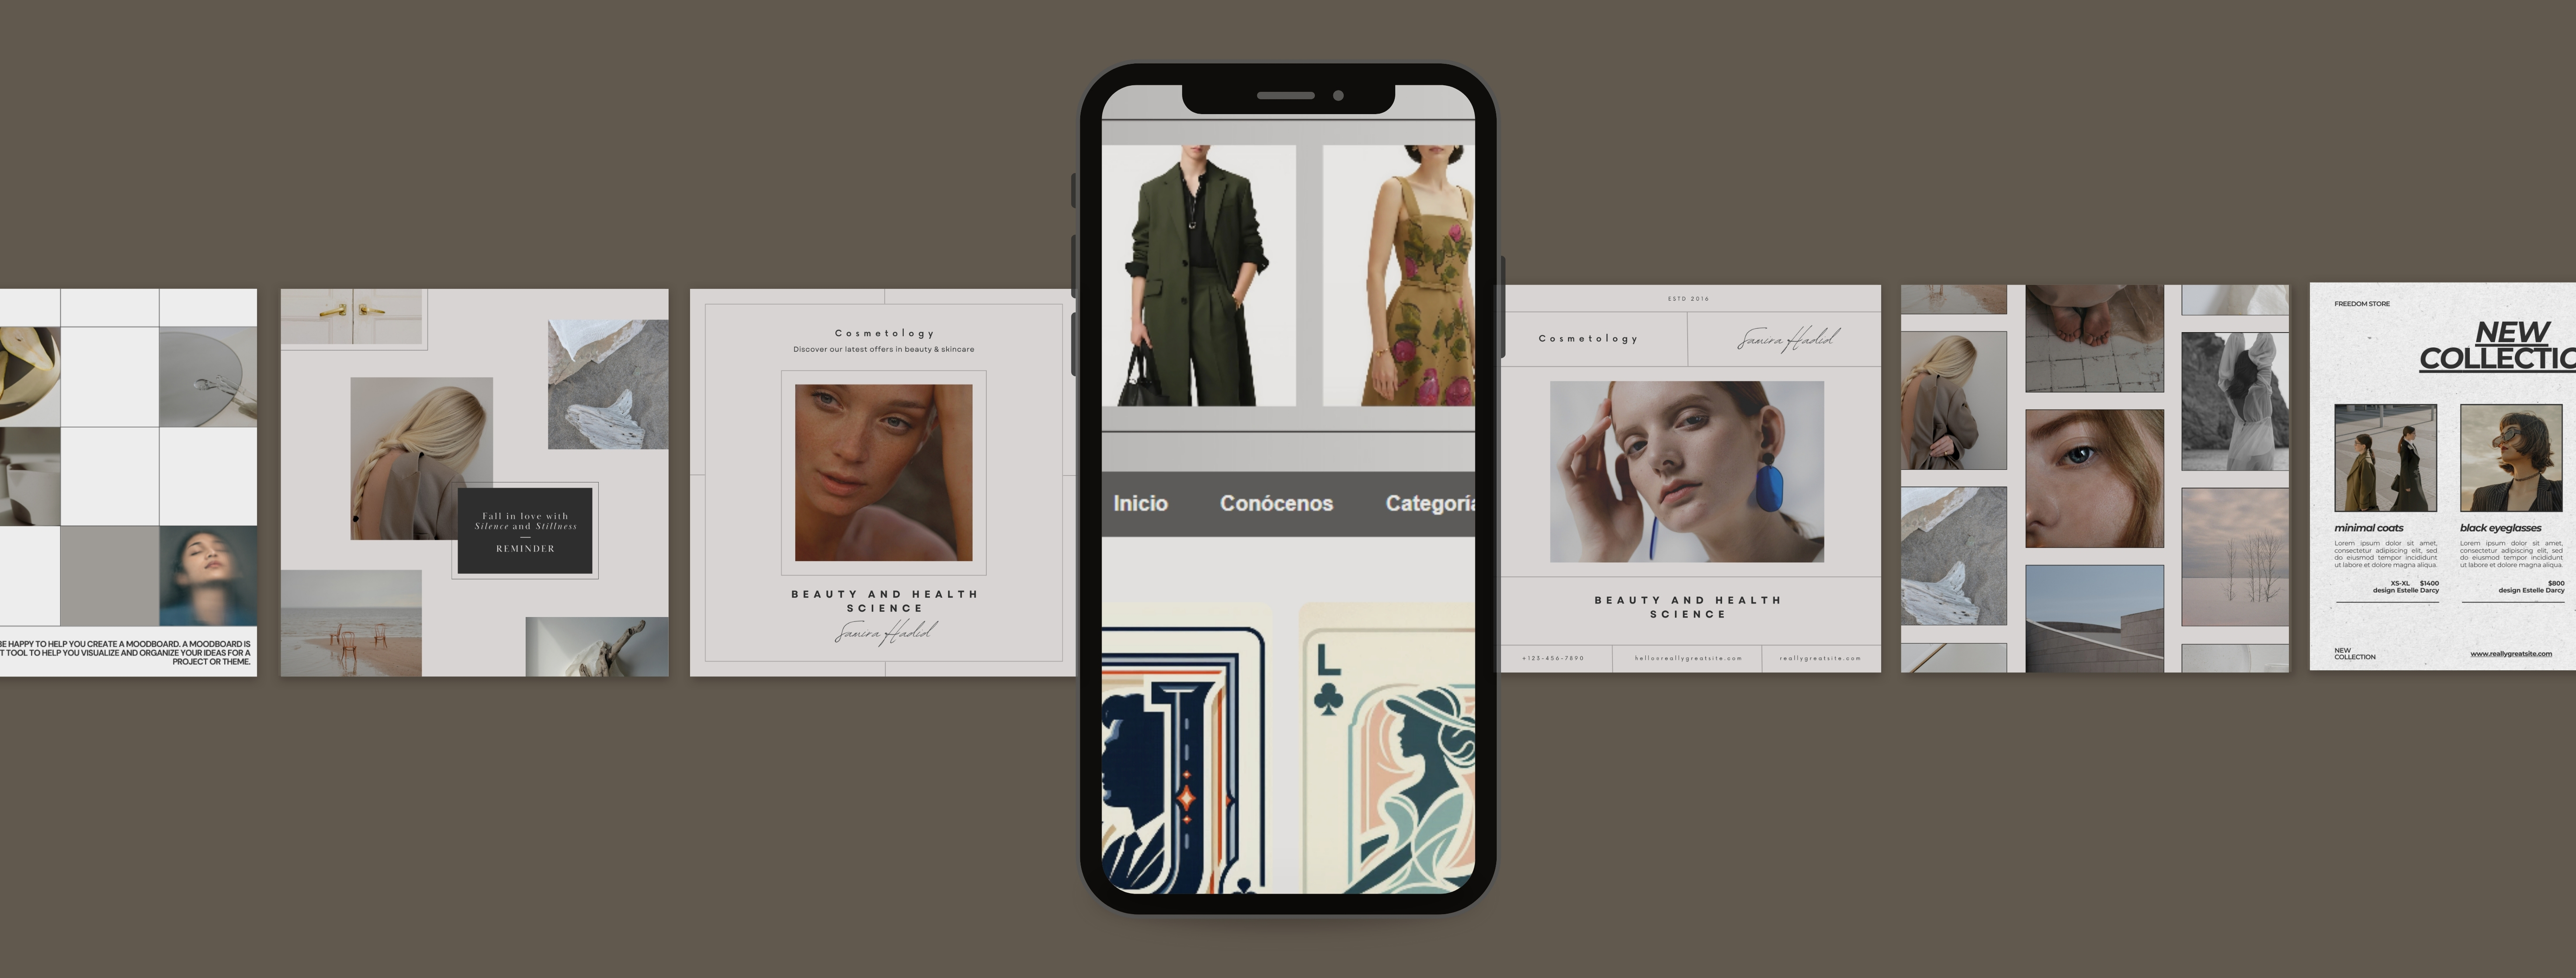 BE HAPPY TO HELP YOU CREATE A MOODBOARD. A MOODBOARD IS
T TOOL TO HELP YOU VISUALIZE AND ORGANIZE YOUR IDEAS FOR A
PROJECT OR THEME.
Fall in love with
Silence and Stillness
REMINDER
Cosmetology
Discover our latest offers in beauty & skincare
BEAUTY AND HEALTH
SCIENCE
Samira Hadid
Inicio Conócenos Categoría
J
L
ESTD 2016
Cosmetology
Samira Hadid
BEAUTY AND HEALTH
SCIENCE
+123-456-7890 hello@reallygreatsite.com reallygreatsite.com
FREEDOM STORE
NEW
COLLECTIO
minimal coats
Lorem ipsum dolor sit amet,
consectetur adipiscing elit, sed
do eiusmod tempor incididunt
ut labore et dolore magna aliqua.
XS-XL $1400
design Estelle Darcy
black eyeglasses
Lorem ipsum dolor sit amet,
consectetur adipiscing elit, sed
do eiusmod tempor incididunt
ut labore et dolore magna aliqua.
$800
design Estelle Darcy
NEW
COLLECTION
www.reallygreatsite.com